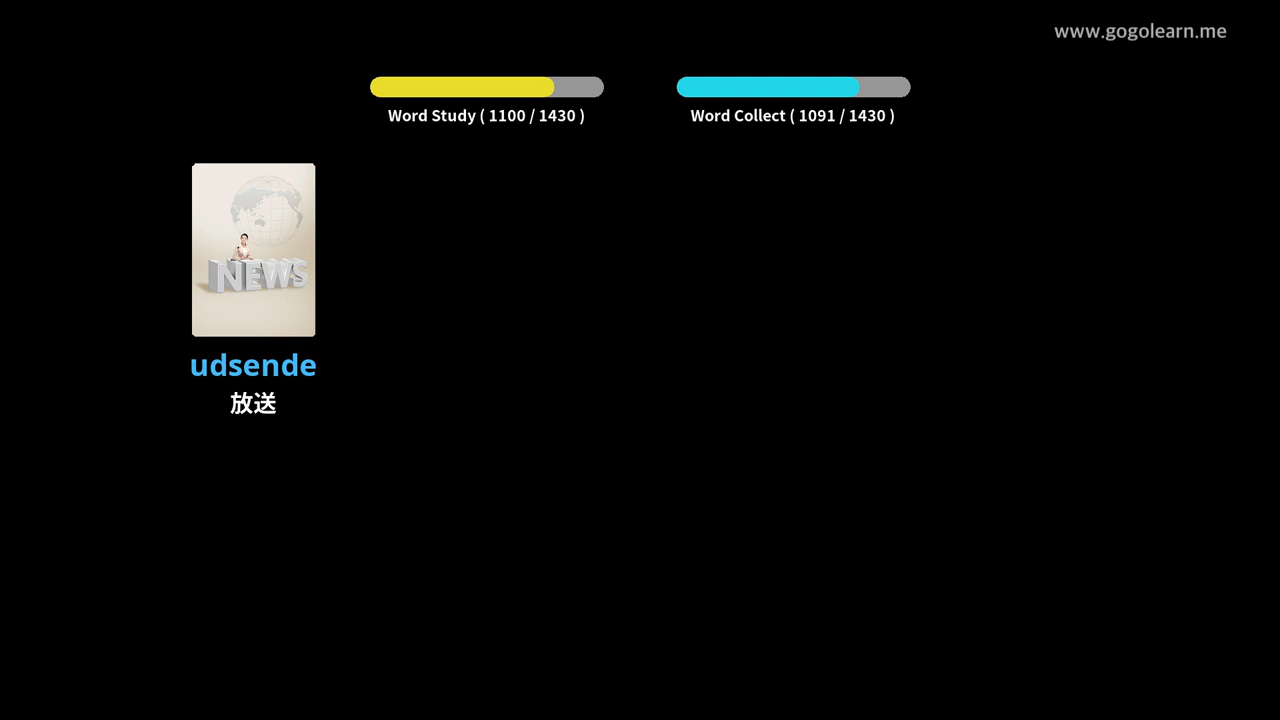 www.gogolearn.me
Word Study ( 1100 / 1430 )
Word Collect ( 1091 / 1430 )
NEWS
udsende
放送